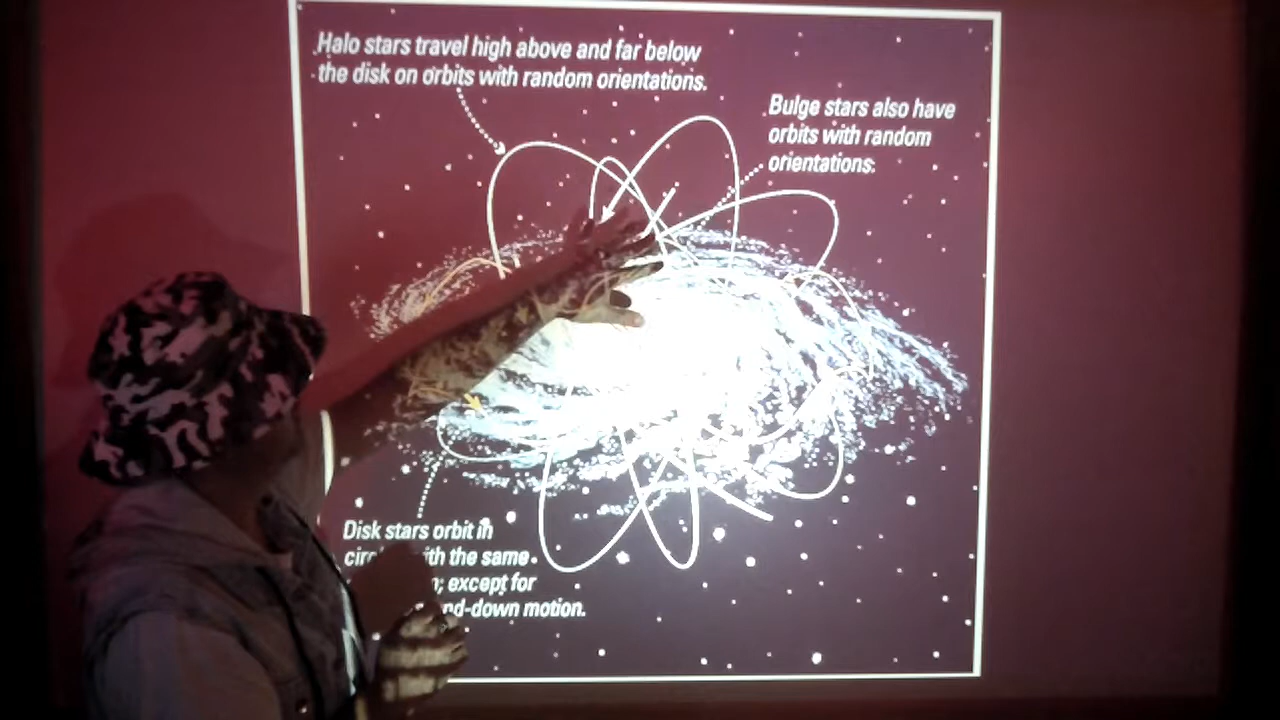 Halo stars travel high above and far below
the disk on orbits with random orientations.
Bulge stars also have
orbits with random
orientations.
Disk stars orbit in
with the same
except for
-down motion.